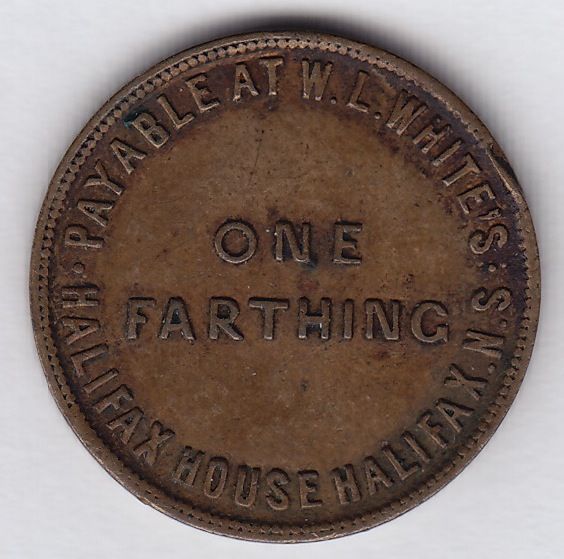 PAYABLE AT W.L.WHITE'S
HALIFAX HOUSE HALIFAX.N.S
ONE
FARTHING